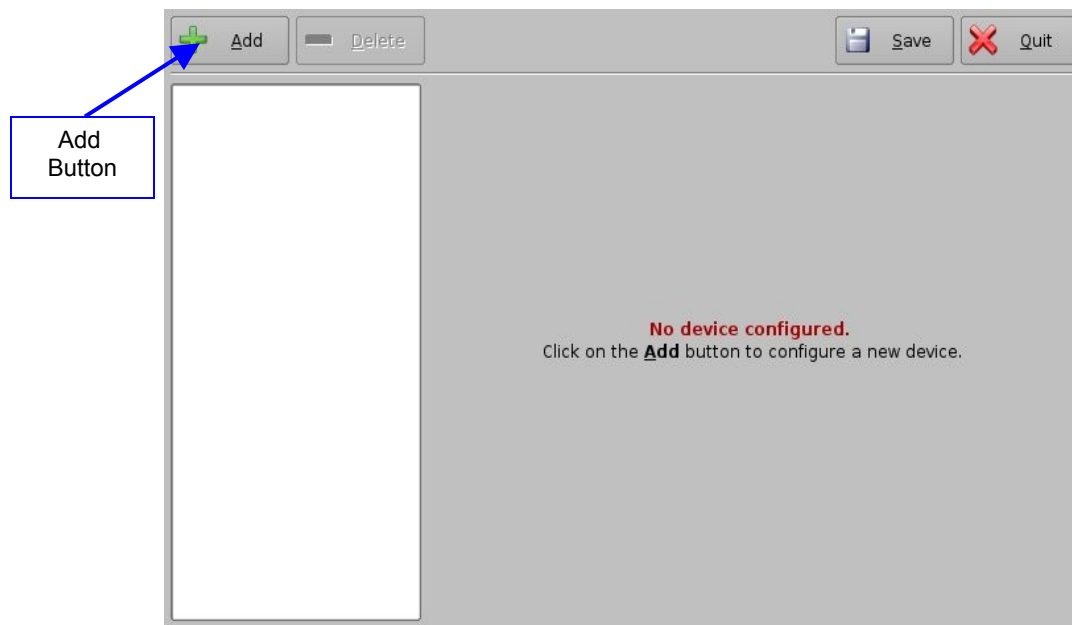 Add
Delete
Save
Quit
Add
Button
No device configured.
Click on the Add button to configure a new device.